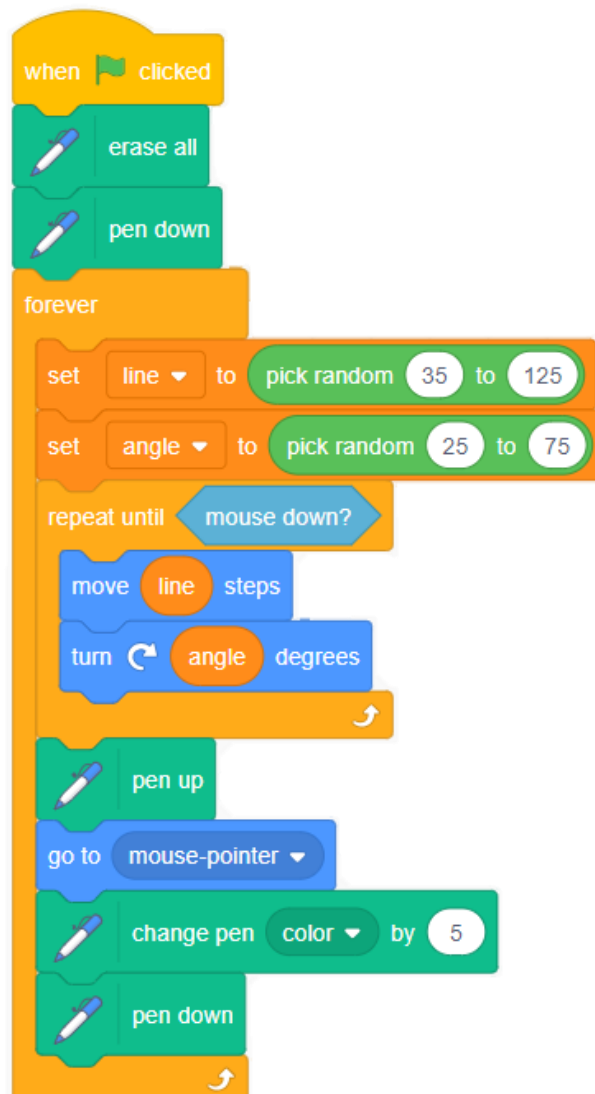 when clicked
erase all
pen down
forever
set line to pick random 35 to 125
set angle to pick random 25 to 75
repeat until mouse down?
move line steps
turn angle degrees
pen up
go to mouse-pointer
change pen color by 5
pen down